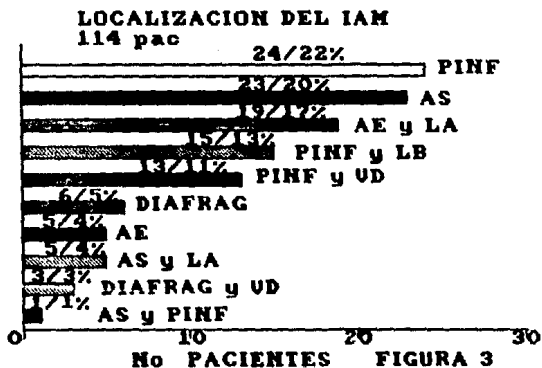 LOCALIZACION DEL IAM
114 pac
24/22%
PINF
23/20%
AS
19/17%
AE y LA
15/13%
PINF y LB
13/11%
PINF y VD
6/5%
DIAFRAG
5/4%
AE
5/4%
AS y LA
3/3%
DIAFRAG y VD
1/1%
AS y PINF
0 10 20 30
No PACIENTES FIGURA 3